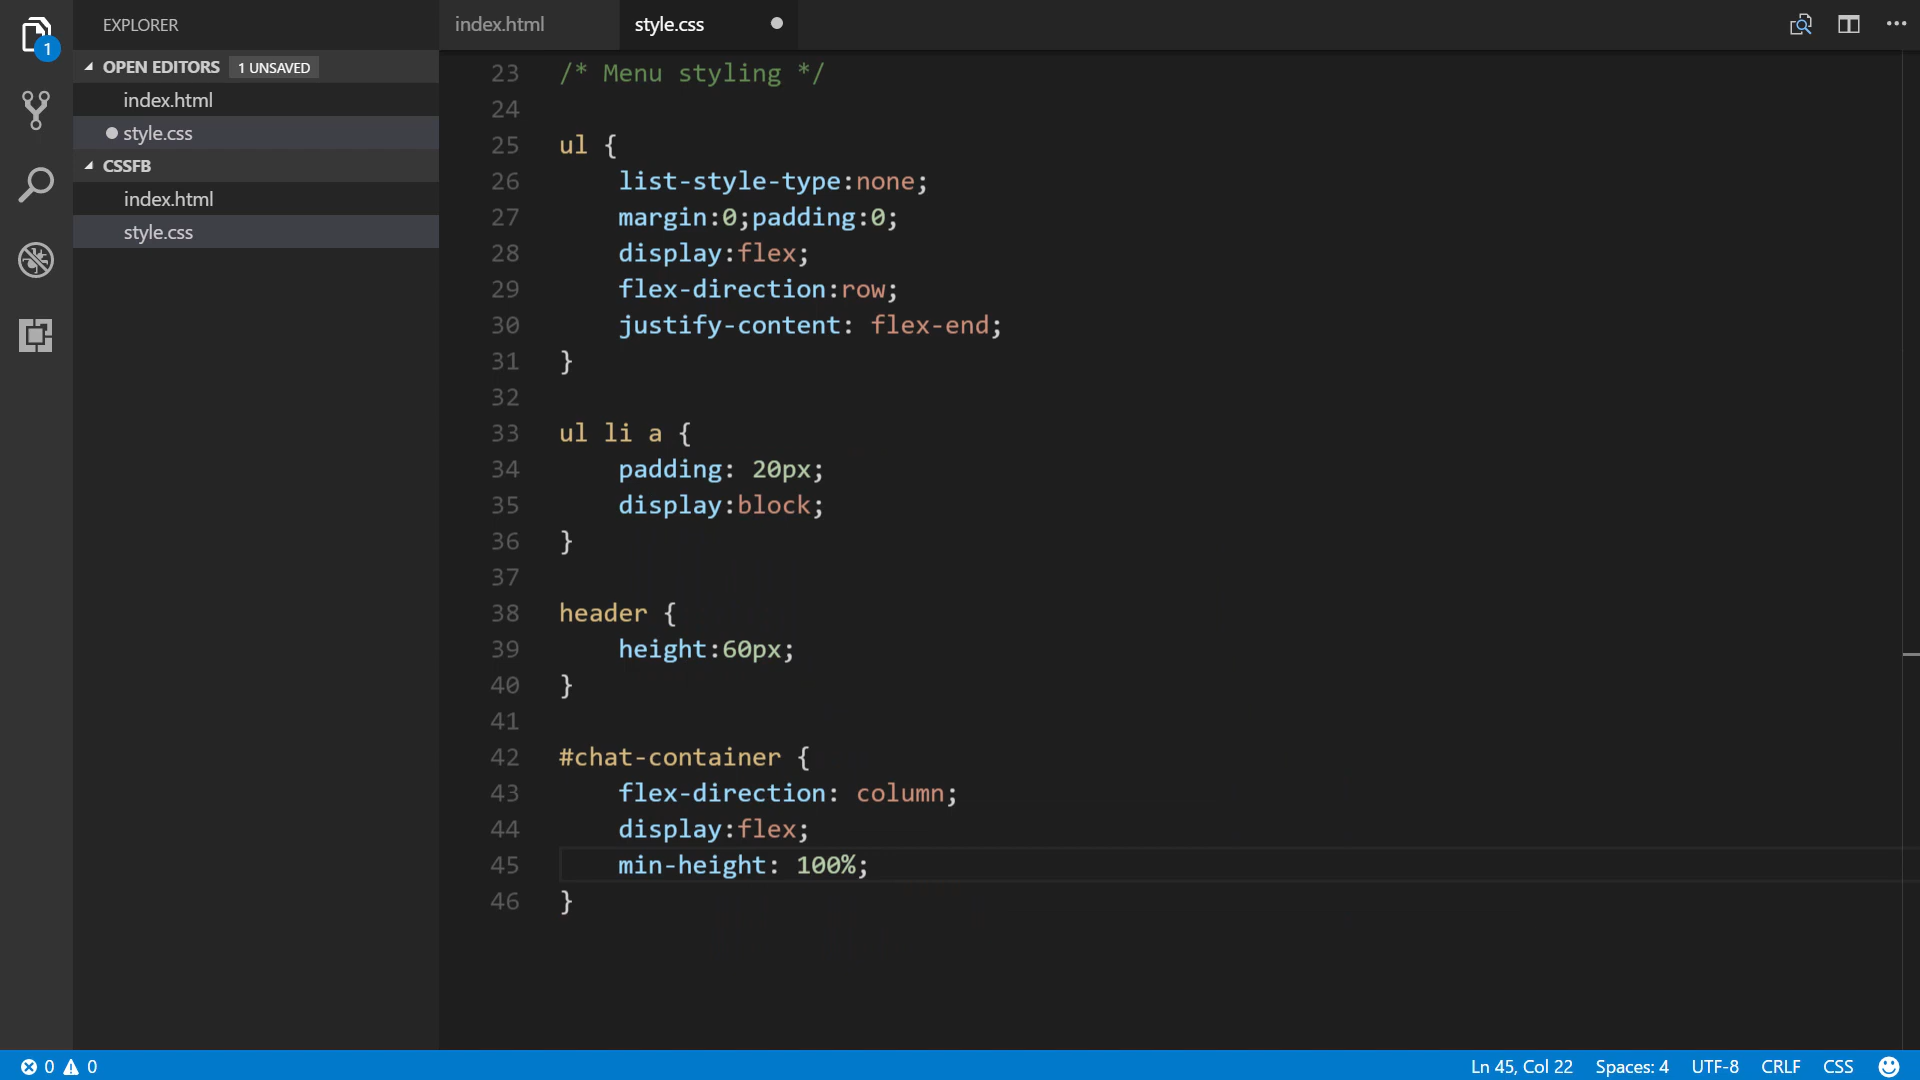 EXPLORER
index.html
style.css
1
OPEN EDITORS 1 UNSAVED
index.html
style.css
CSSFB
index.html
style.css
23 /* Menu styling */
24
25 ul {
26 list-style-type:none;
27 margin:0;padding:0;
28 display:flex;
29 flex-direction:row;
30 justify-content: flex-end;
31 }
32
33 ul li a {
34 padding: 20px;
35 display:block;
36 }
37
38 header {
39 height:60px;
40 }
41
42 #chat-container {
43 flex-direction: column;
44 display:flex;
45 min-height: 100%;
46 }
0 0 Ln 45, Col 22 Spaces: 4 UTF-8 CRLF CSS